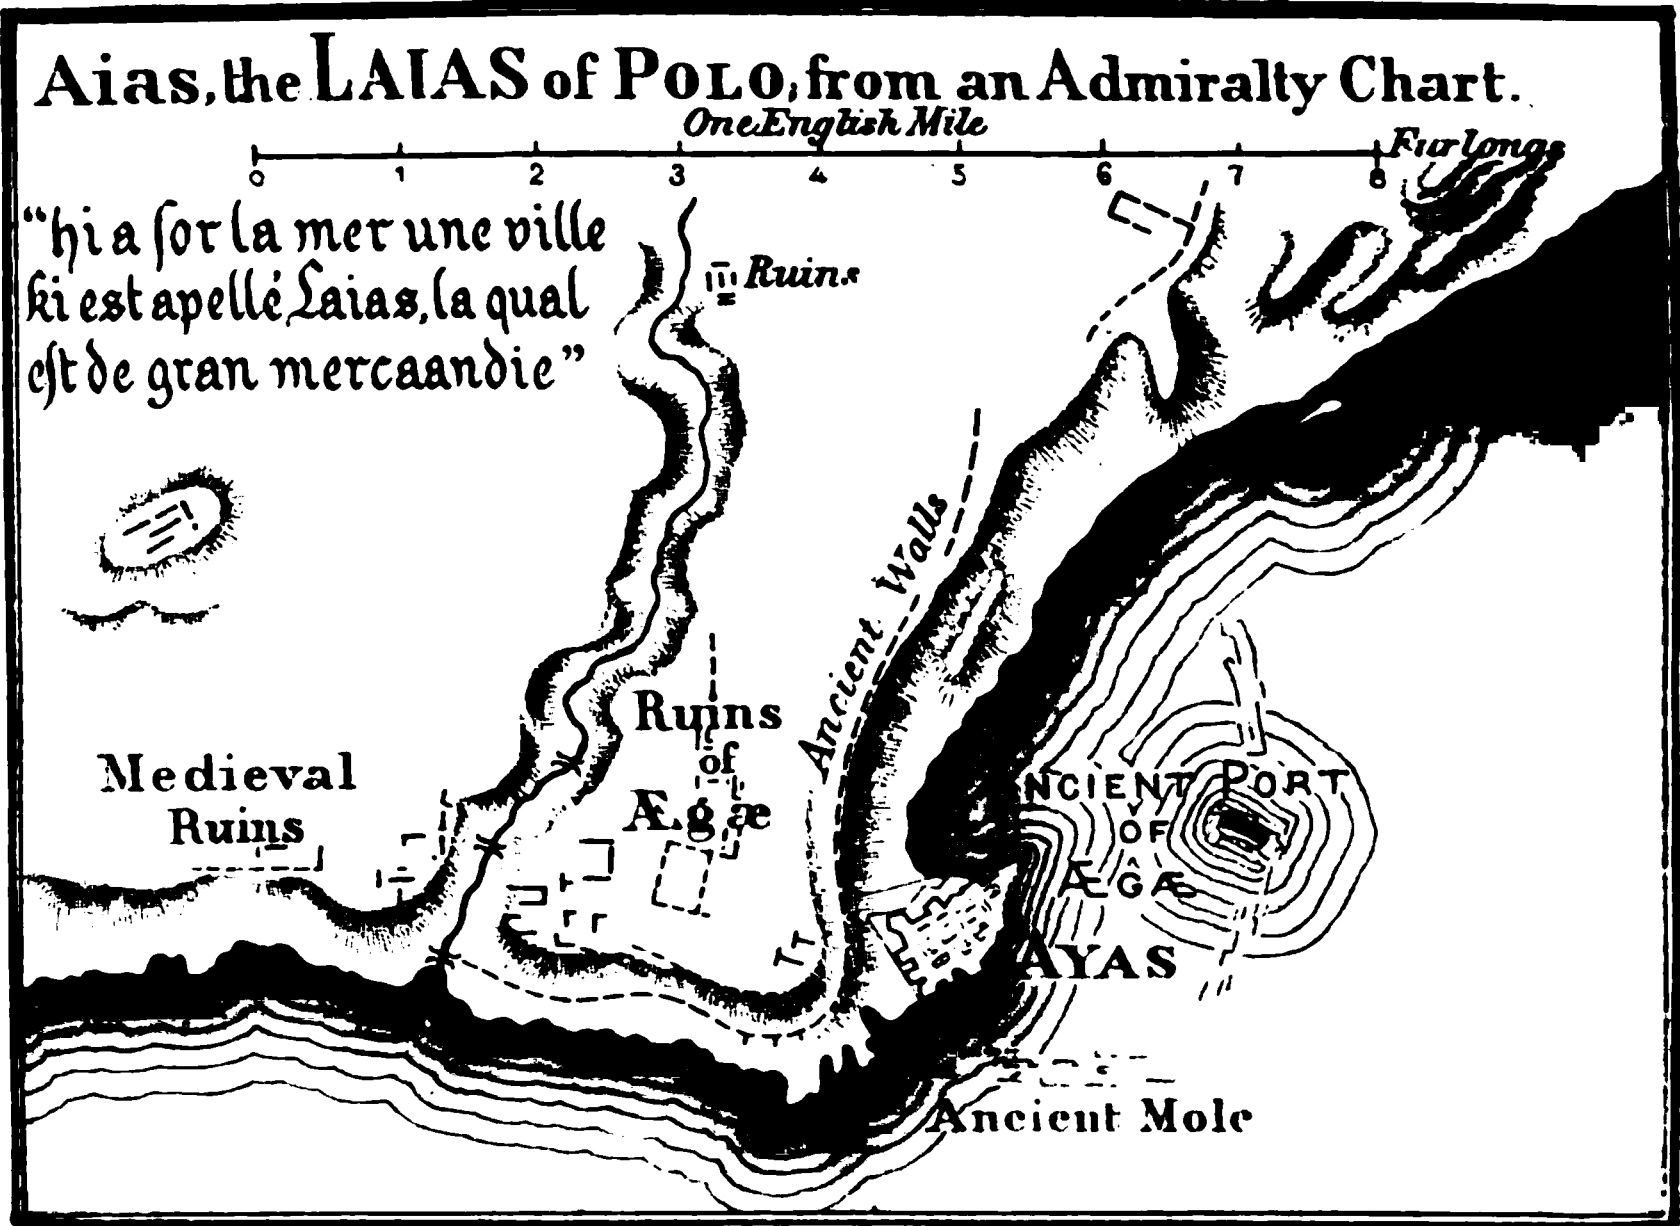 Aias, the LAIAS of POLO, from an Admiralty Chart.
One English Mile
Furlongs
0 1 2 3 4 5 6 7 8
“hi a ſor la mer une ville
ki est apellé Laias, la qual
eſt de gran mercaandie”
Ruins
Ancient Walls
Ruins
of
Ægæ
Medieval
Ruins
ANCIENT PORT
OF
ÆGÆ
AYAS
Ancient Mole